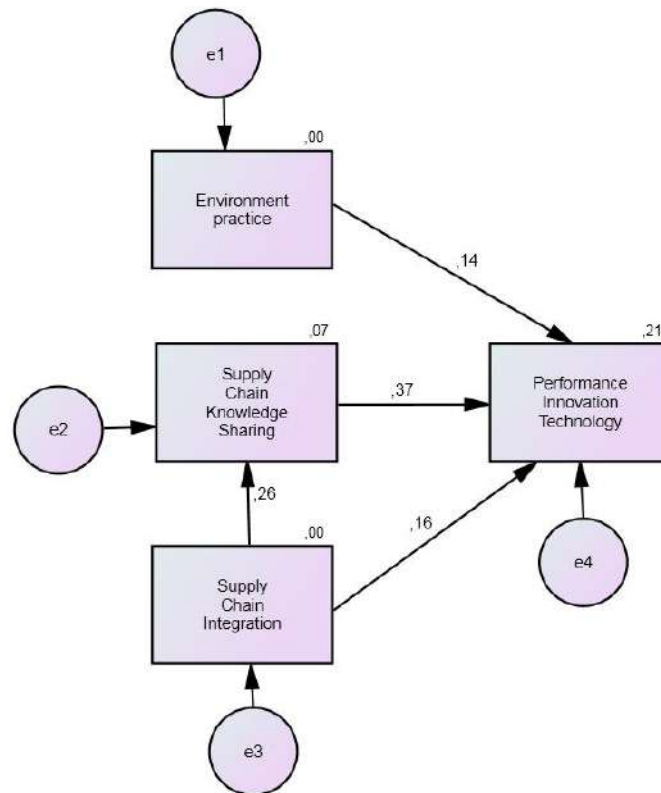 e1
,00
Environment
practice
,14
,07
,21
Supply
Chain
Knowledge
Sharing
,37
Performance
Innovation
Technology
e2
,26
,00
,16
Supply
Chain
Integration
e4
e3